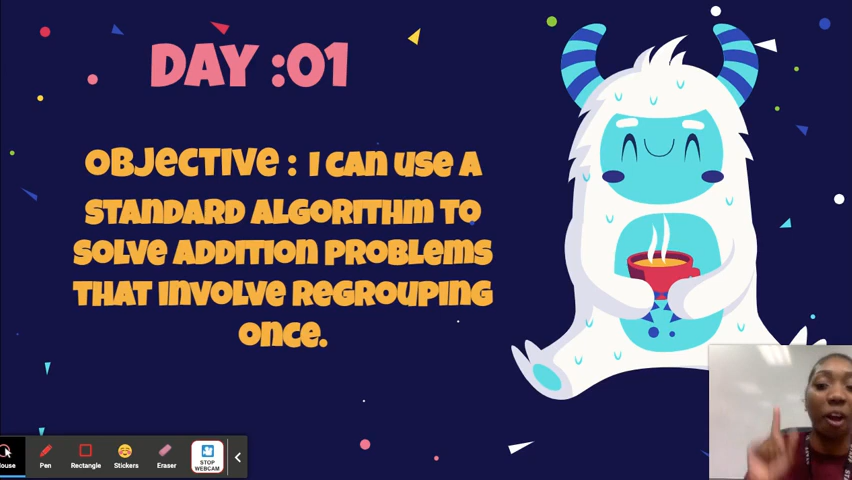 DAY :01
OBJECTIVE : I CAN USE A
STANDARD ALGORITHM TO
SOLVE ADDITION PROBLEMS
THAT INVOLVE REGROUPING
ONCE.
Mouse Pen Rectangle Stickers Eraser STOP WEBCAM